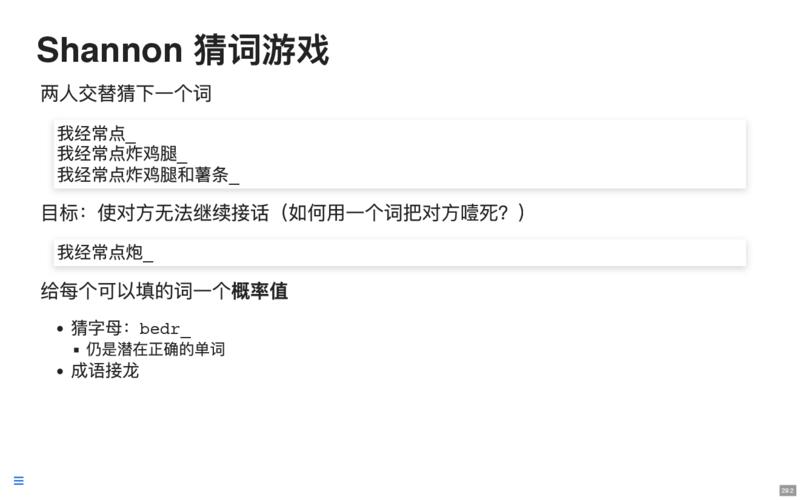 Shannon 猜词游戏
两人交替猜下一个词
我经常点_
我经常点炸鸡腿_
我经常点炸鸡腿和薯条_
目标：使对方无法继续接话（如何用一个词把对方噎死？）
我经常点炮_
给每个可以填的词一个概率值
猜字母：bedr_
仍是潜在正确的单词
成语接龙
29.2